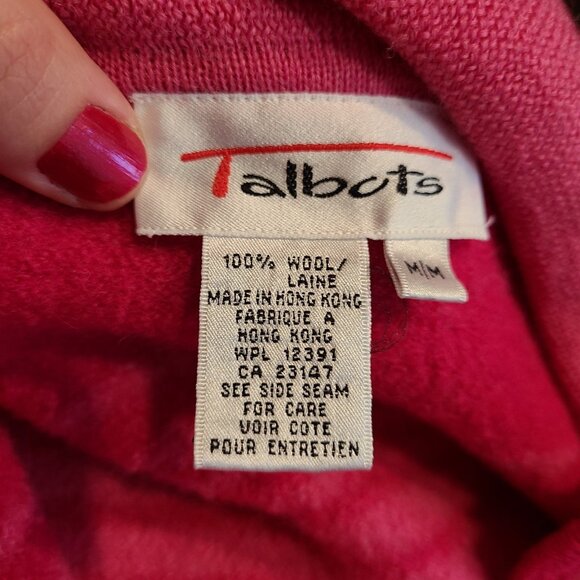 Talbots
M/M
100% WOOL/
LAINE
MADE IN HONG KONG
FABRIQUE A
HONG KONG
WPL 12391
CA 23147
SEE SIDE SEAM
FOR CARE
VOIR COTE
POUR ENTRETIEN